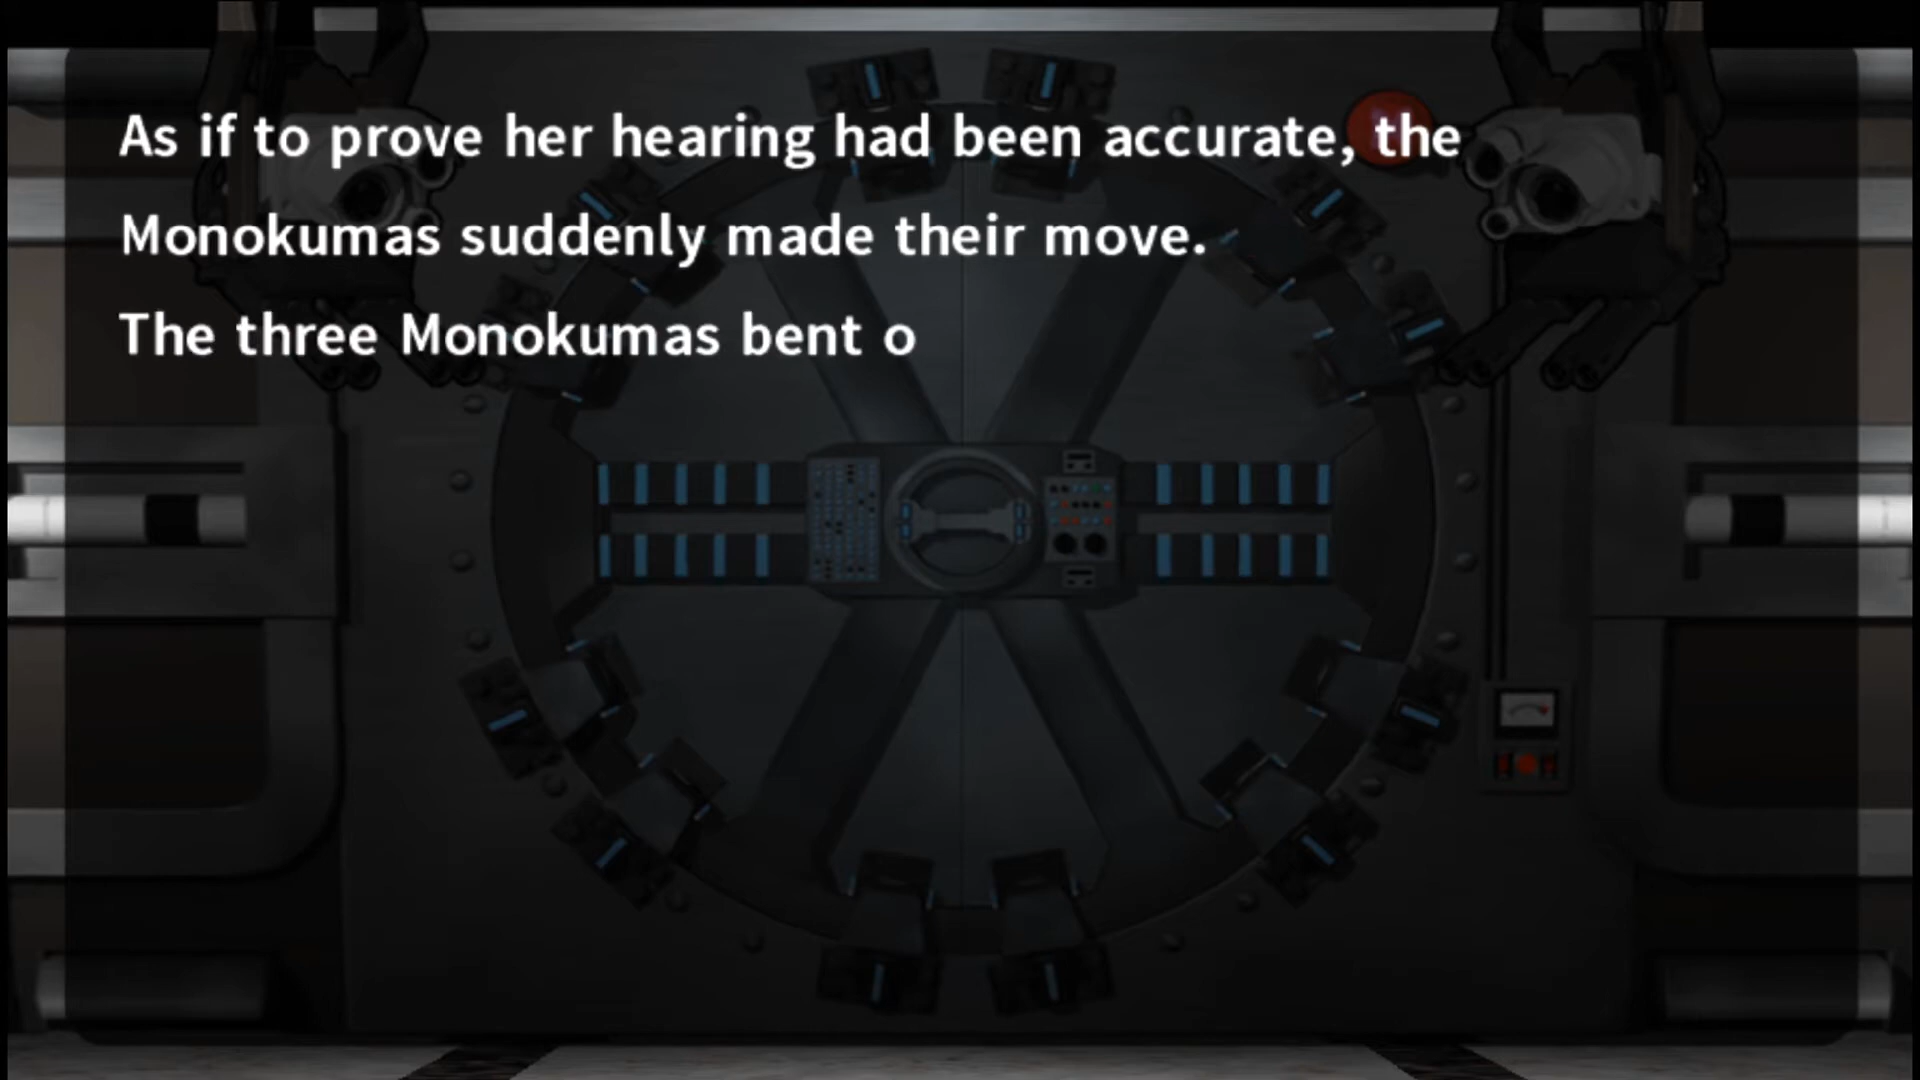 As if to prove her hearing had been accurate, the
Monokumas suddenly made their move.
The three Monokumas bent o